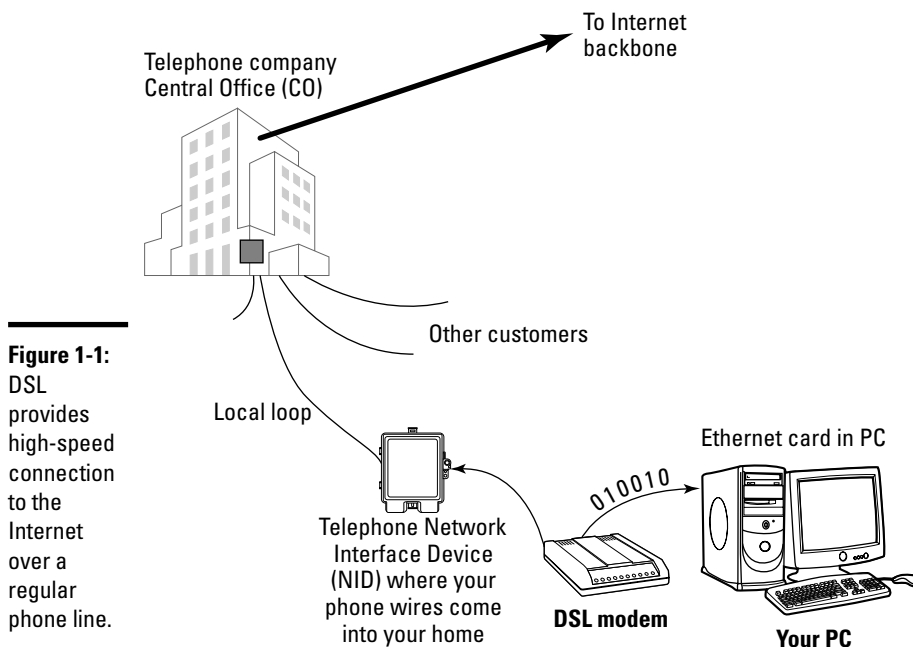 To Internet
backbone
Telephone company
Central Office (CO)
Other customers
Figure 1-1:
DSL
provides
high-speed
connection
to the
Internet
over a
regular
phone line.
Local loop
Ethernet card in PC
010010
Telephone Network
Interface Device
(NID) where your
phone wires come
into your home
DSL modem
Your PC